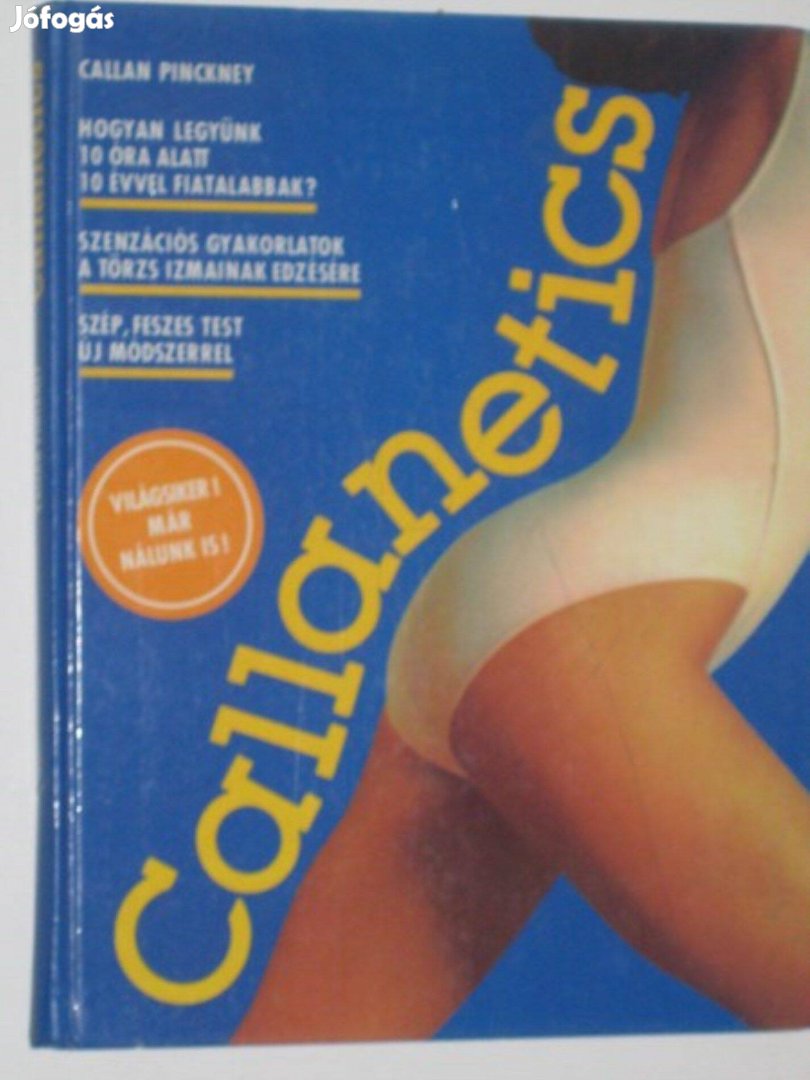 Jófogás
CALLAN PINCKNEY
HOGYAN LEGYÜNK
10 ÓRA ALATT
10 ÉVVEL FIATALABBAK?
SZENZÁCIÓS GYAKORLATOK
A TÖRZS IZMAINAK EDZÉSÉRE
SZÉP, FESZES TEST
ÚJ MÓDSZERREL
VILÁGSIKER!
MÁR
NÁLUNK IS!
Callanetics